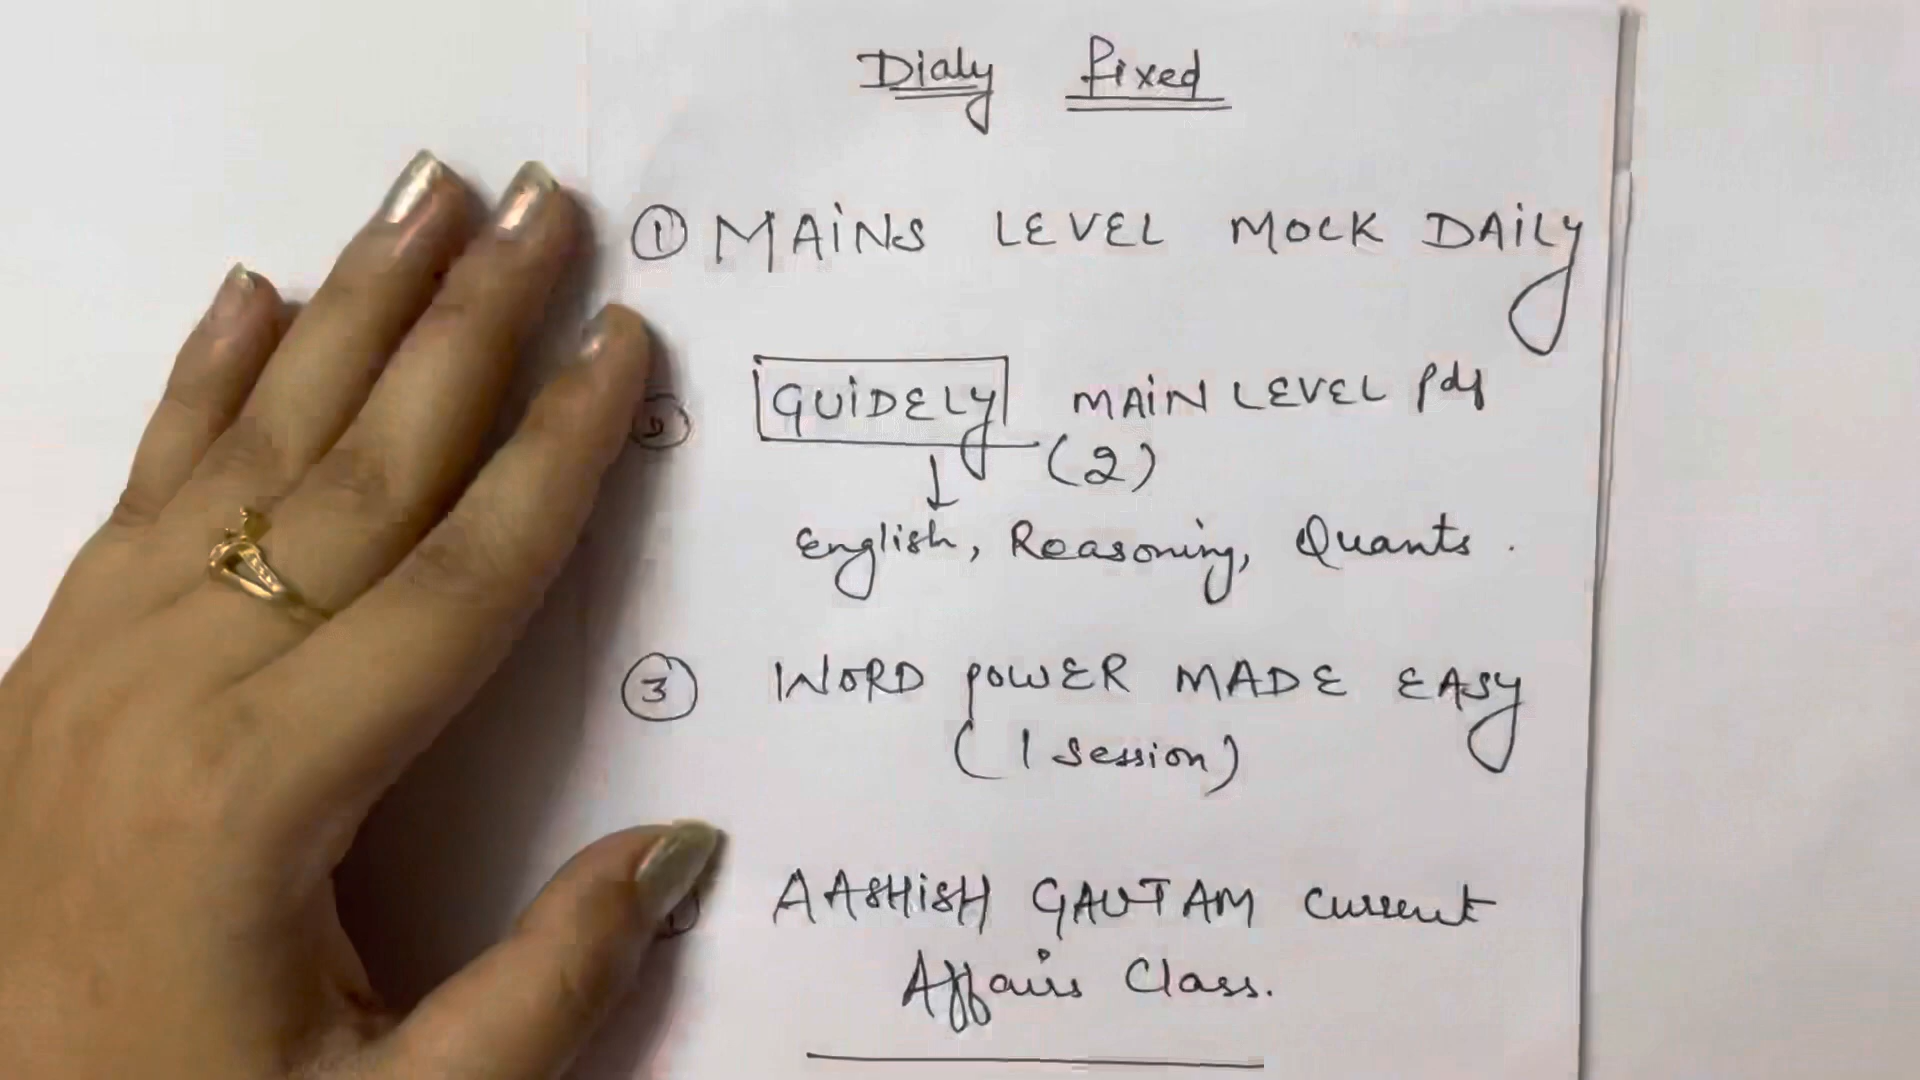 Dialy fixed
① MAiNS LEVEL MOCK DAiLy
② GUiDELy MAiN LEVEL Pdf
(2)
English, Reasoning, Quants.
③ WORD POWER MADE EASy
(1 Session)
AASHiSH GAUTAM Current
Affairs Class.